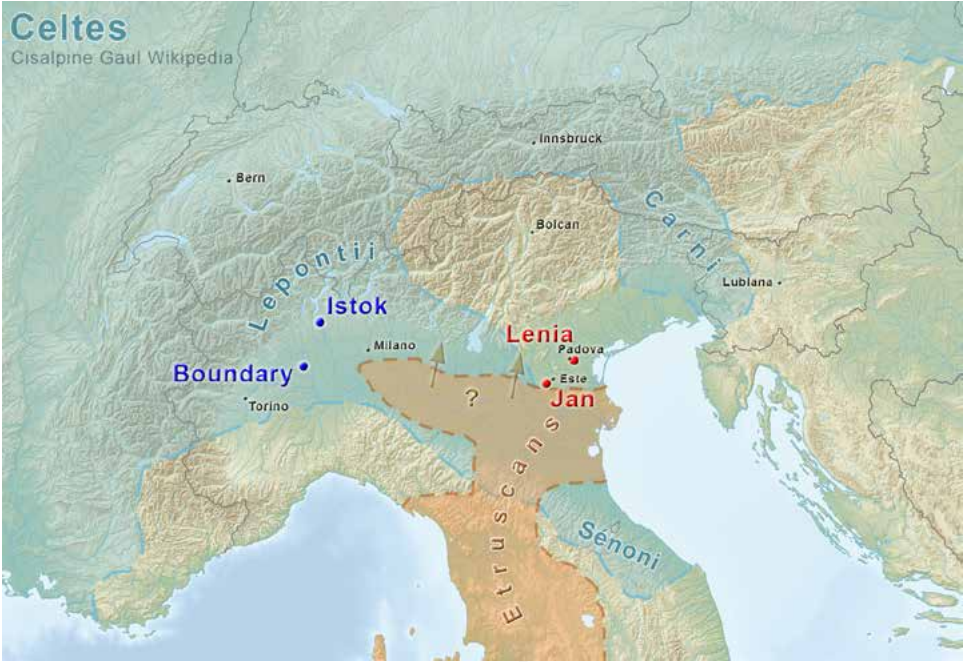 Celtes
Cisalpine Gaul Wikipedia
Innsbruck
Bern
Bolcan
Carni
Lepontii
Lubiana
Istok
Lenia
Milano
Padova
Boundary
Este
Torino
?
Jan
Etruscans
Senoni